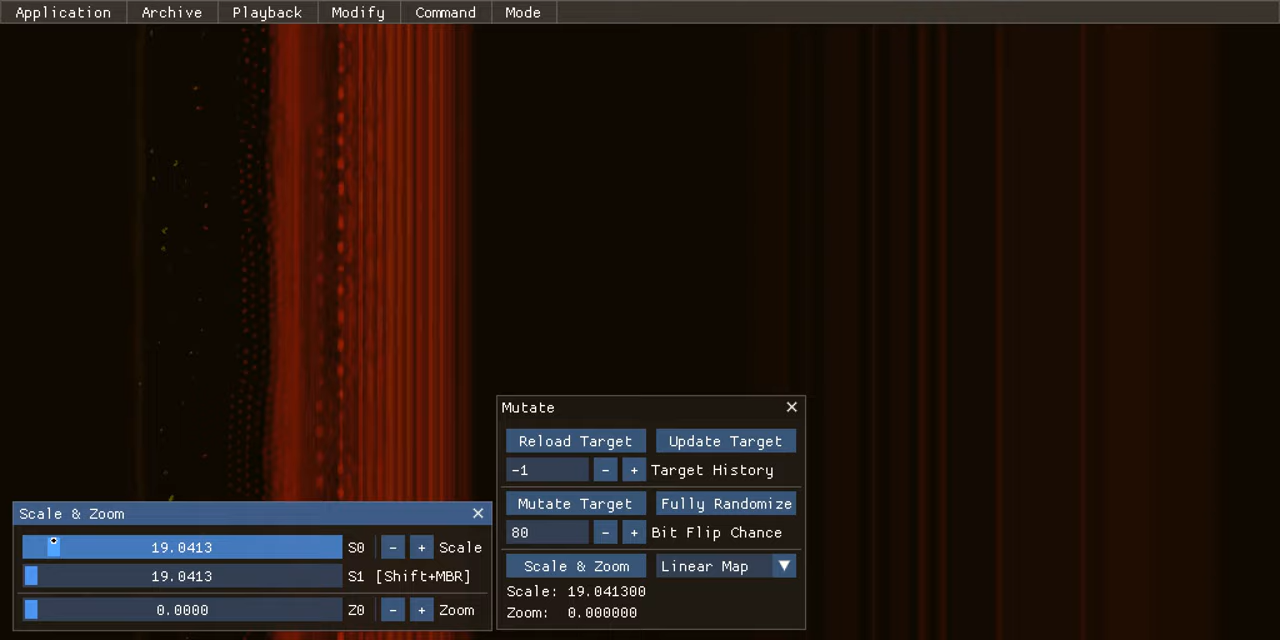 Application Archive Playback Modify Command Mode
Mutate
Reload Target Update Target
-1 - + Target History
Mutate Target Fully Randomize
80 - + Bit Flip Chance
Scale & Zoom Linear Map
Scale: 19.041300
Zoom: 0.000000
Scale & Zoom
19.0413 S0 - + Scale
19.0413 S1 [Shift+MBR]
0.0000 Z0 - + Zoom